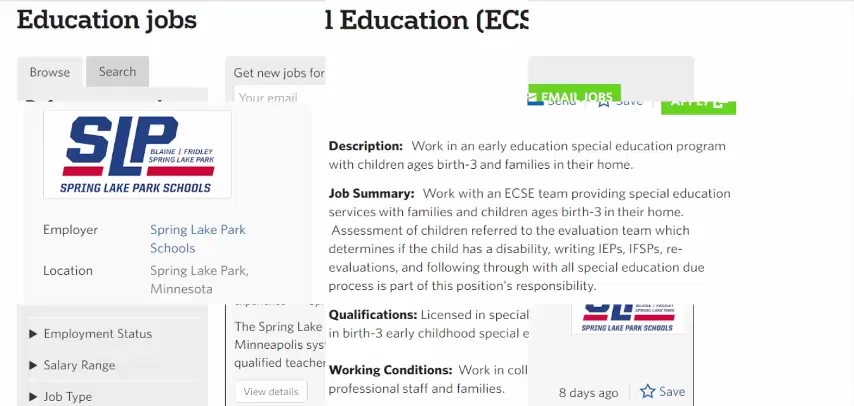 Education jobs
l Education (ECS
Browse
Search
Get new jobs for
Your email
EMAIL JOBS
Send
Save
APPLY
SLP
BLAINE | FRIDLEY
SPRING LAKE PARK
SPRING LAKE PARK SCHOOLS
Employer
Spring Lake Park
Schools
Location
Spring Lake Park,
Minnesota
Description: Work in an early education special education program
with children ages birth-3 and families in their home.
Job Summary: Work with an ECSE team providing special education
services with families and children ages birth-3 in their home.
Assessment of children referred to the evaluation team which
determines if the child has a disability, writing IEPs, IFSPs, re-
evaluations, and following through with all special education due
process is part of this position's responsibility.
Qualifications: Licensed in special
in birth-3 early childhood special e
Working Conditions: Work in coll
professional staff and families.
Employment Status
Salary Range
Job Type
The Spring Lake
Minneapolis sys
qualified teacher
View details
SPRING LAKE PARK
SPRING LAKE PARK SCHOOLS
8 days ago
Save